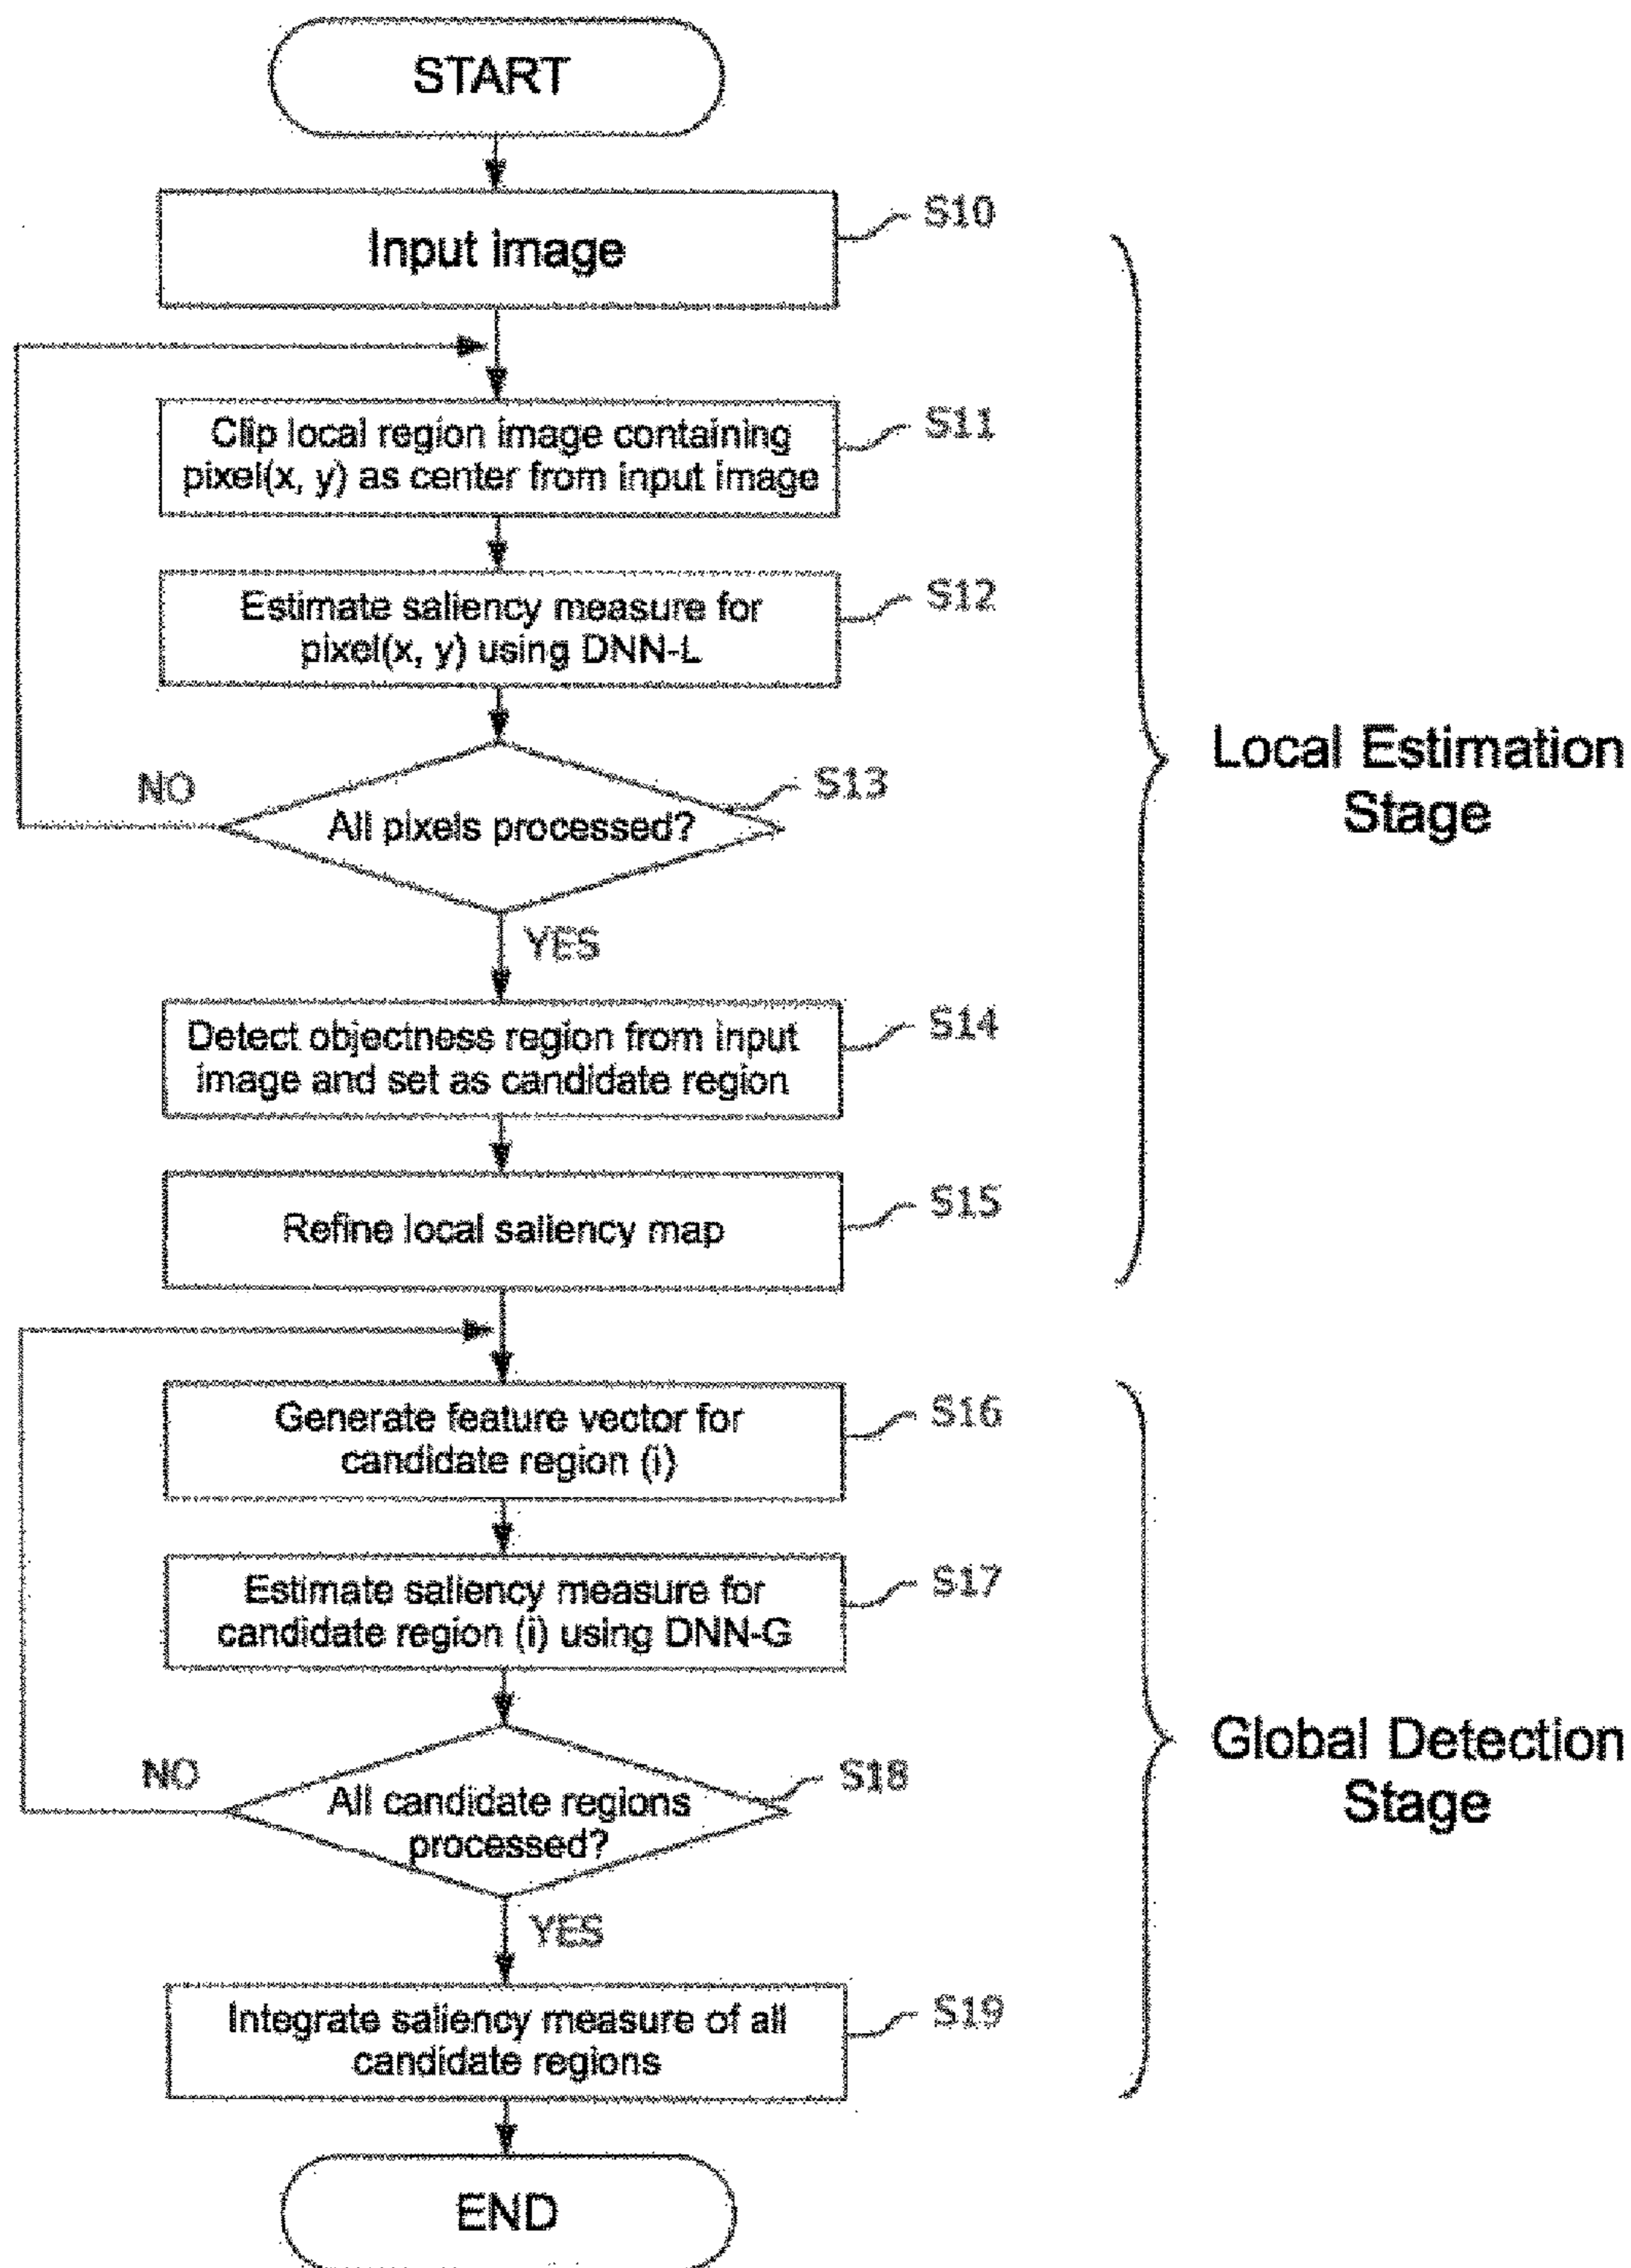 START
Input image
S10
Clip local region image containing
pixel(x, y) as center from input image
S11
Estimate saliency measure for
pixel(x, y) using DNN-L
S12
NO
All pixels processed?
S13
YES
Detect objectness region from input
image and set as candidate region
S14
Refine local saliency map
S15
Local Estimation
Stage
Generate feature vector for
candidate region (i)
S16
Estimate saliency measure for
candidate region (i) using DNN-G
S17
NO
All candidate regions
processed?
S18
YES
Integrate saliency measure of all
candidate regions
S19
Global Detection
Stage
END